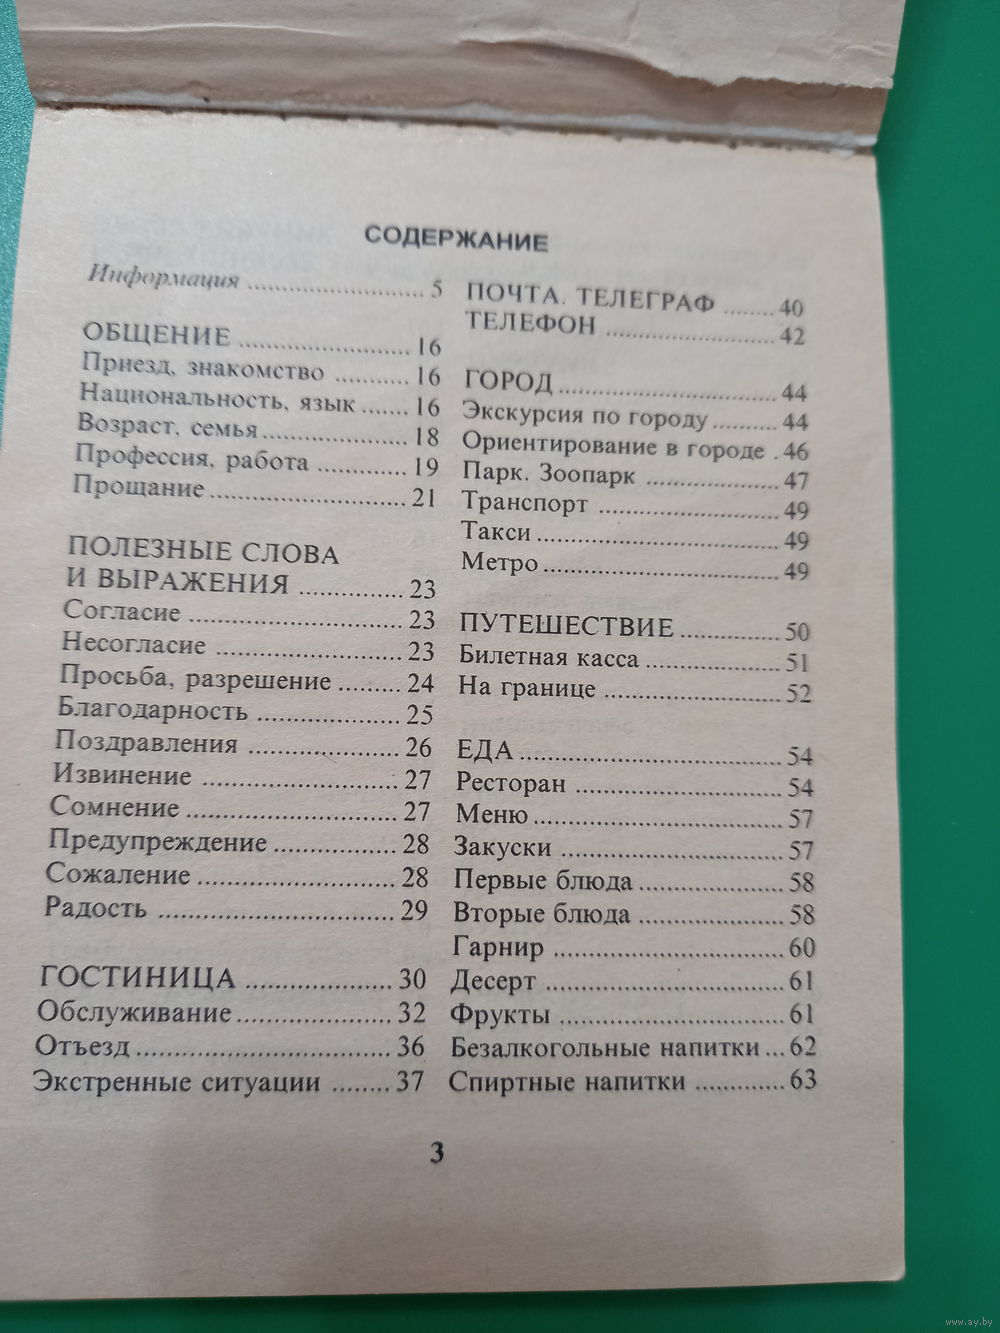 СОДЕРЖАНИЕ
Информация ............................ 5
ОБЩЕНИЕ ........................... 16
Приезд, знакомство ........... 16
Национальность, язык ....... 16
Возраст, семья....................... 18
Профессия, работа .............. 19
Прощание .............................. 21
ПОЛЕЗНЫЕ СЛОВА
И ВЫРАЖЕНИЯ ................ 23
Согласие ................................. 23
Несогласие ............................. 23
Просьба, разрешение ......... 24
Благодарность ...................... 25
Поздравления ....................... 26
Извинение ............................. 27
Сомнение ................................ 27
Предупреждение .................. 28
Сожаление .............................. 28
Радость ................................... 29
ГОСТИНИЦА ...................... 30
Обслуживание........................ 32
Отъезд ...................................... 36
Экстренные ситуации ........ 37
ПОЧТА. ТЕЛЕГРАФ ........ 40
ТЕЛЕФОН .......................... 42
ГОРОД ................................. 44
Экскурсия по городу ........... 44
Ориентирование в городе . 46
Парк. Зоопарк ..................... 47
Транспорт ............................ 49
Такси ..................................... 49
Метро .................................... 49
ПУТЕШЕСТВИЕ ............... 50
Билетная касса .................... 51
На границе ........................... 52
ЕДА ....................................... 54
Ресторан ............................... 54
Меню ..................................... 57
Закуски ................................. 57
Первые блюда ...................... 58
Вторые блюда ...................... 58
Гарнир ................................... 60
Десерт ................................... 61
Фрукты ................................. 61
Безалкогольные напитки ... 62
Спиртные напитки ............. 63
3
www.ay.by